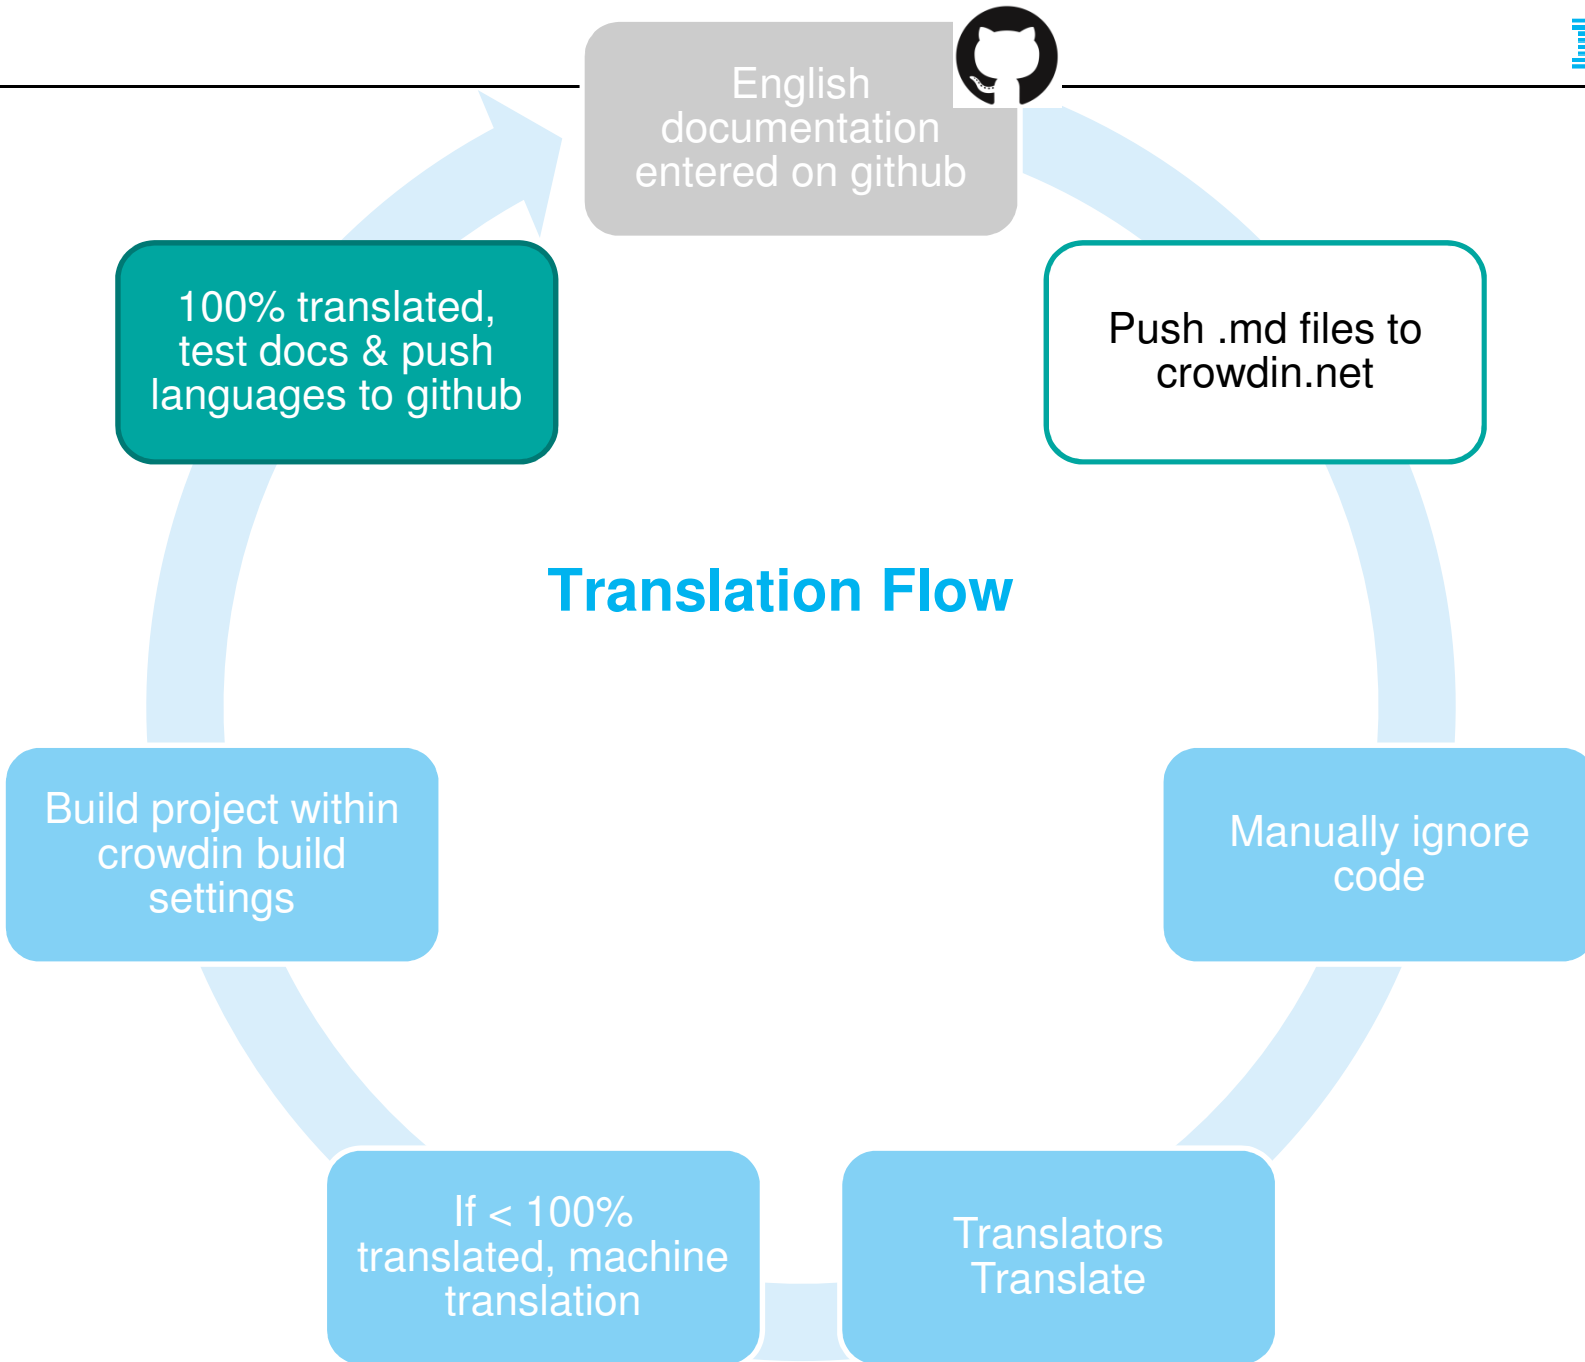 English
documentation
entered on github
100% translated,
test docs & push
languages to github
Push .md files to
crowdin.net
Translation Flow
Build project within
crowdin build
settings
Manually ignore
code
If < 100%
translated, machine
translation
Translators
Translate